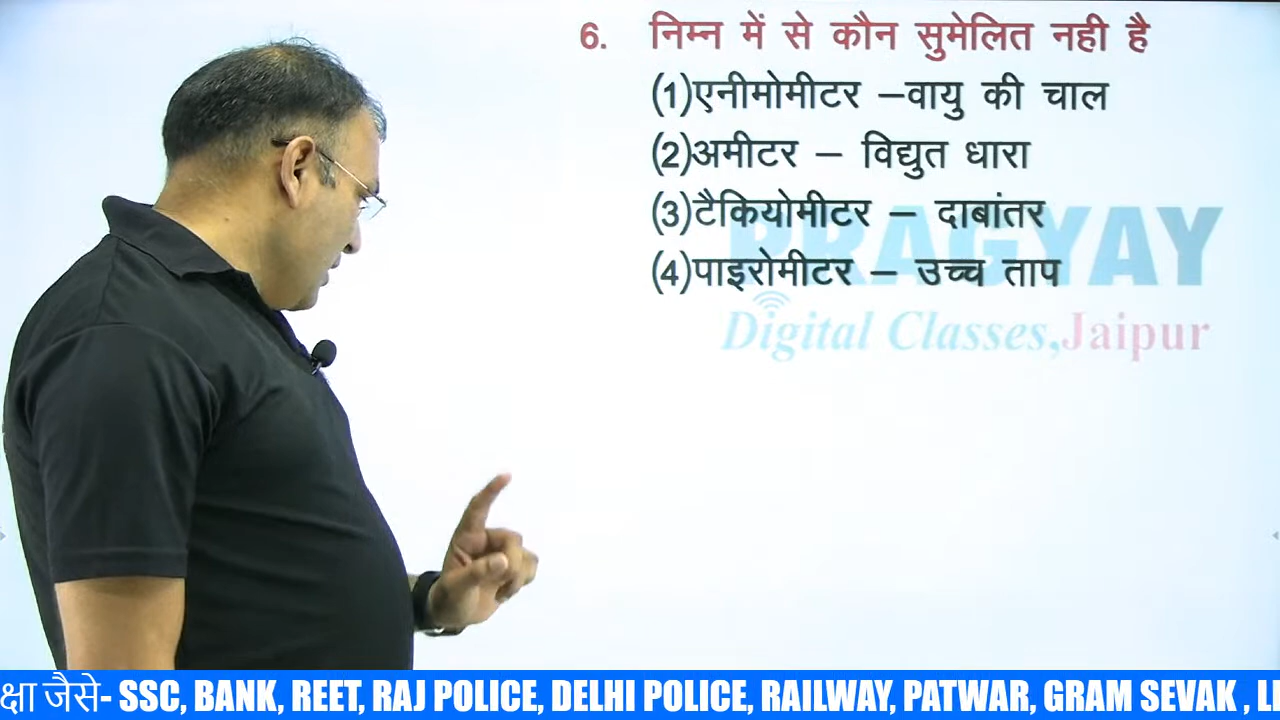 6. निम्न में से कौन सुमेलित नही है
(1)एनीमोमीटर –वायु की चाल
(2)अमीटर – विद्युत धारा
(3)टैकियोमीटर – दाबांतर
(4)पाइरोमीटर – उच्च ताप
PRAGYAY
Digital Classes,Jaipur
क्षा जैसे- SSC, BANK, REET, RAJ POLICE, DELHI POLICE, RAILWAY, PATWAR, GRAM SEVAK ,